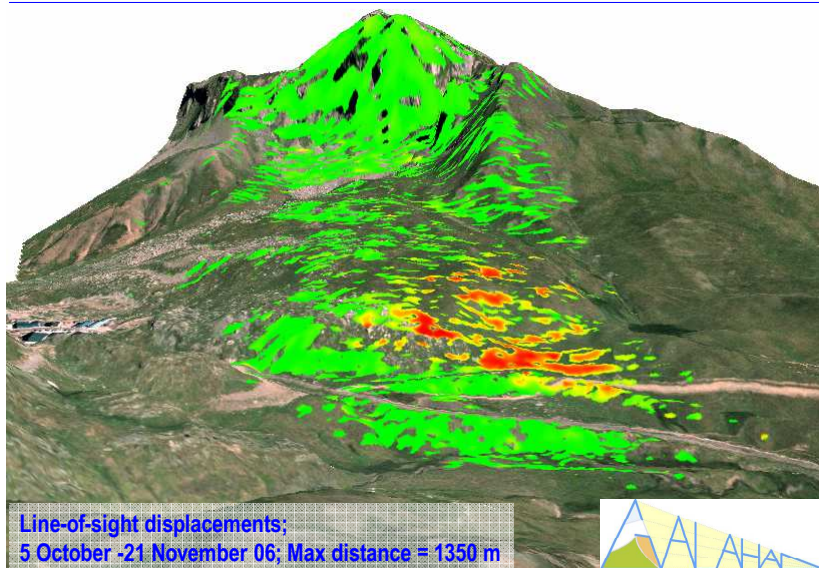 Line-of-sight displacements;
5 October -21 November 06; Max distance = 1350 m